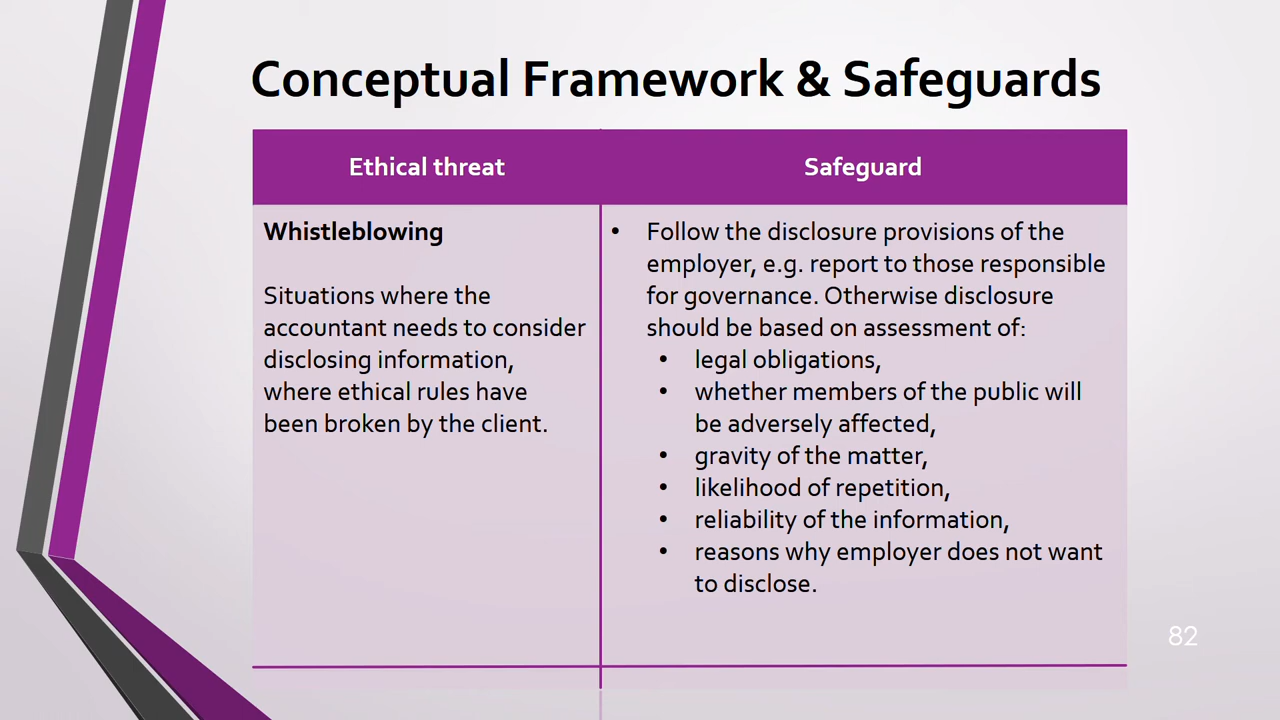 Conceptual Framework & Safeguards
Ethical threat
Safeguard
Whistleblowing
Situations where the
accountant needs to consider
disclosing information,
where ethical rules have
been broken by the client.
• Follow the disclosure provisions of the
employer, e.g. report to those responsible
for governance. Otherwise disclosure
should be based on assessment of:
• legal obligations,
• whether members of the public will
be adversely affected,
• gravity of the matter,
• likelihood of repetition,
• reliability of the information,
• reasons why employer does not want
to disclose.
82